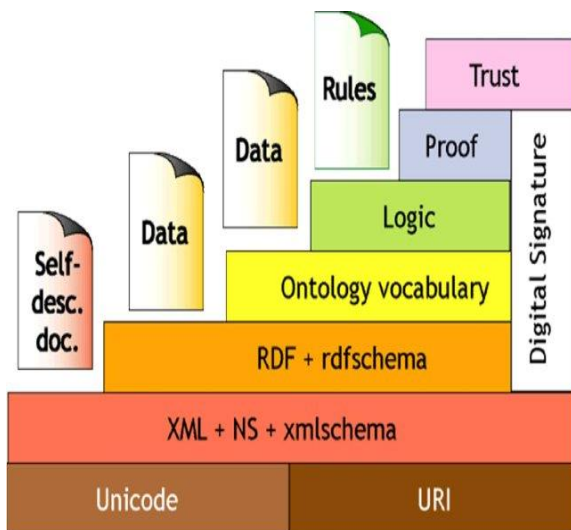 Rules
Trust
Data
Proof
Data
Logic
Self-
desc.
doc.
Ontology vocabulary
Digital Signature
RDF + rdfschema
XML + NS + xmlschema
Unicode
URI